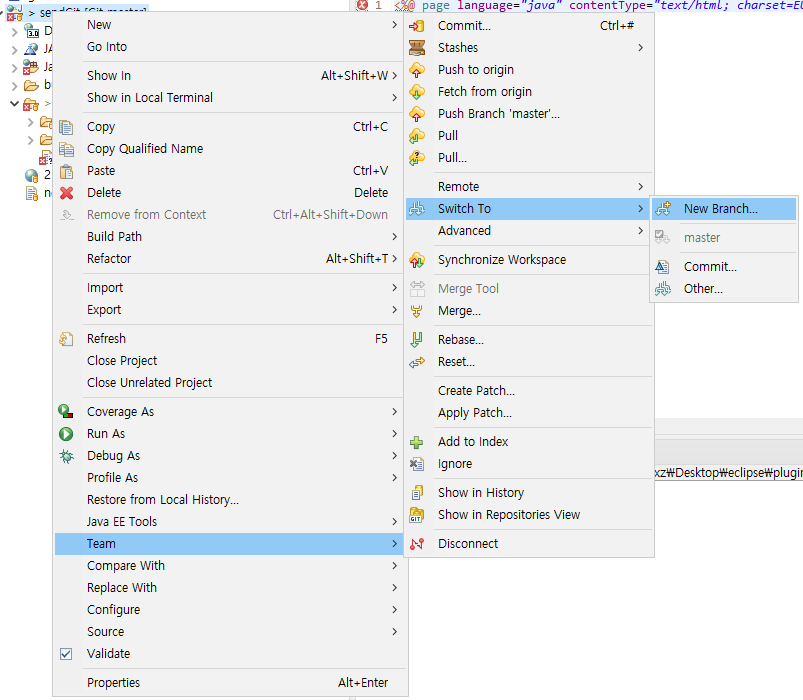 > sendGit [Git master]
1 <%@ page language="java" contentType="text/html; charset=EU
New
Go Into
Show In Alt+Shift+W
Show in Local Terminal
Copy Ctrl+C
Copy Qualified Name
Paste Ctrl+V
Delete Delete
Remove from Context Ctrl+Alt+Shift+Down
Build Path
Refactor Alt+Shift+T
Import
Export
Refresh F5
Close Project
Close Unrelated Project
Coverage As
Run As
Debug As
Profile As
Restore from Local History...
Java EE Tools
Team
Compare With
Replace With
Configure
Source
Validate
Properties Alt+Enter
Commit... Ctrl+#
Stashes
Push to origin
Fetch from origin
Push Branch 'master'...
Pull
Pull...
Remote
Switch To
Advanced
Synchronize Workspace
Merge Tool
Merge...
Rebase...
Reset...
Create Patch...
Apply Patch...
Add to Index
Ignore
Show in History
Show in Repositories View
Disconnect
New Branch...
master
Commit...
Other...
xz₩Desktop₩eclipse₩plugin